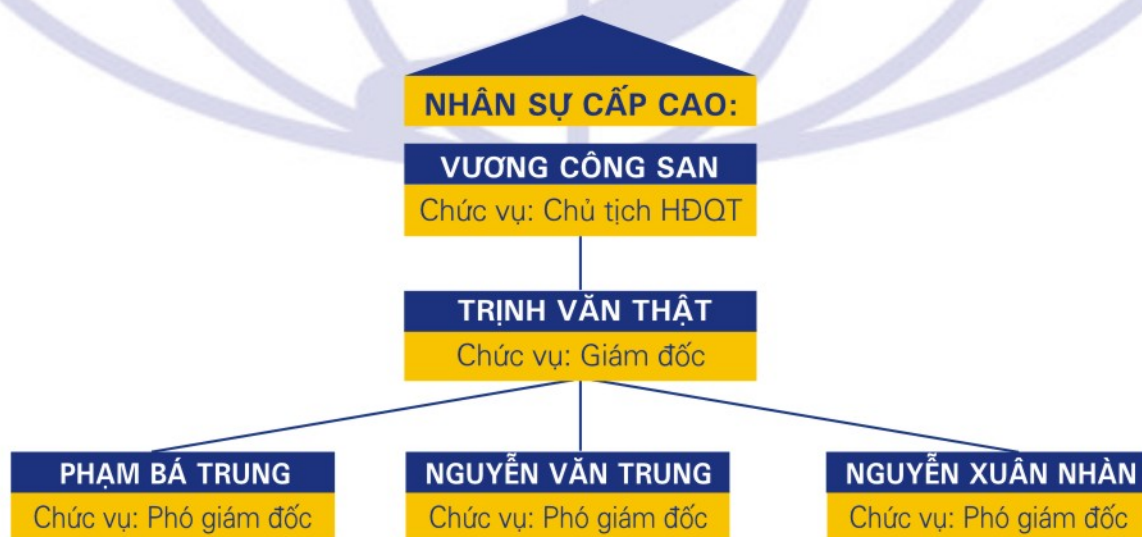 NHÂN SỰ CẤP CAO:
VƯƠNG CÔNG SAN
Chức vụ: Chủ tịch HĐQT
TRỊNH VĂN THẬT
Chức vụ: Giám đốc
PHẠM BÁ TRUNG
Chức vụ: Phó giám đốc
NGUYỄN VĂN TRUNG
Chức vụ: Phó giám đốc
NGUYỄN XUÂN NHÀN
Chức vụ: Phó giám đốc